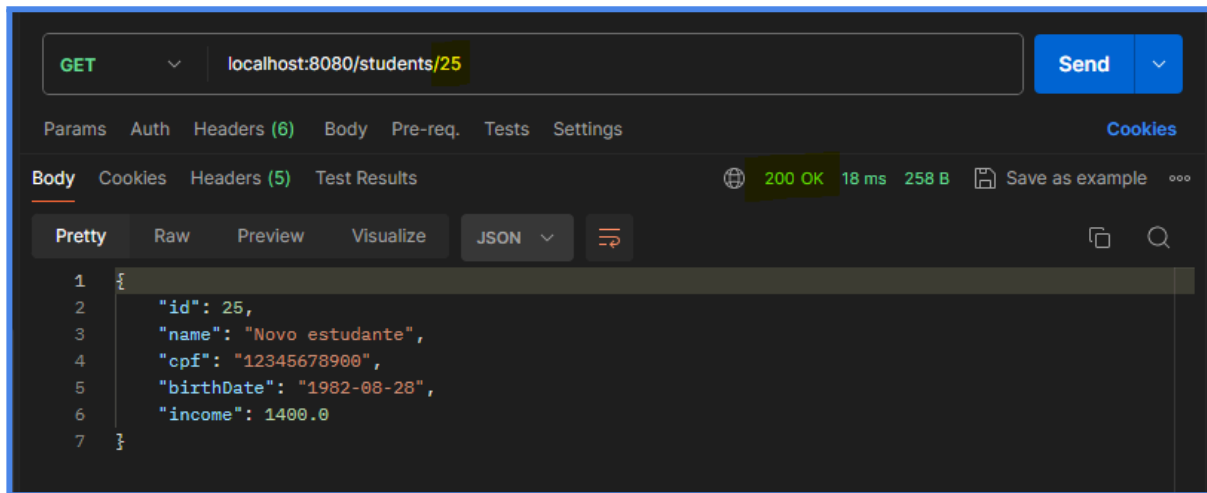 GET localhost:8080/students/25 Send
Params Auth Headers (6) Body Pre-req. Tests Settings Cookies
Body Cookies Headers (5) Test Results 200 OK 18 ms 258 B Save as example
Pretty Raw Preview Visualize JSON
1 {
2 "id": 25,
3 "name": "Novo estudante",
4 "cpf": "12345678900",
5 "birthDate": "1982-08-28",
6 "income": 1400.0
7 }